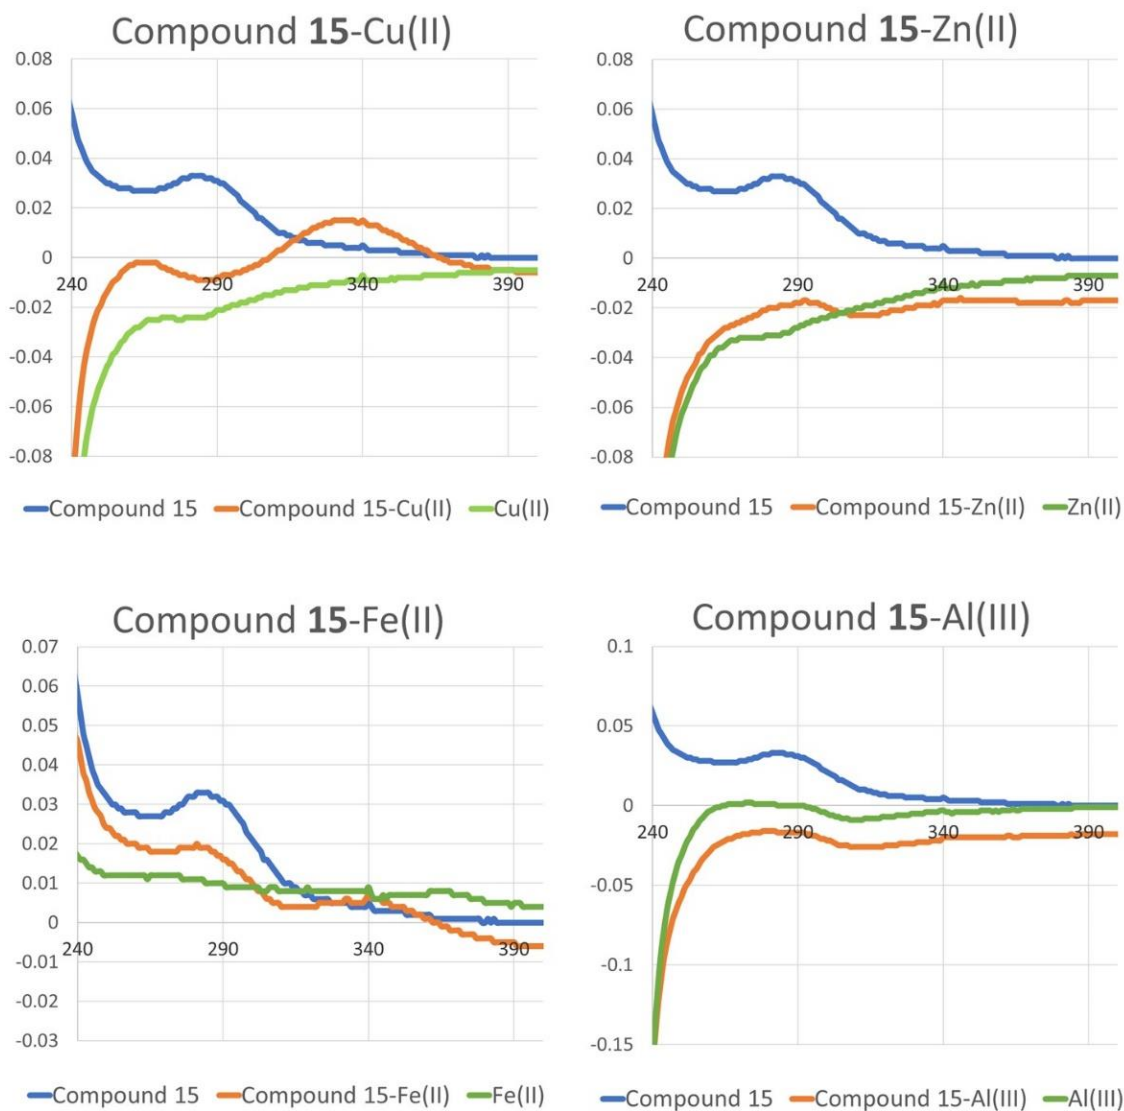 Compound 15-Cu(II)
0.08
0.06
0.04
0.02
0
-0.02
-0.04
-0.06
-0.08
240 290 340 390
Compound 15 Compound 15-Cu(II) Cu(II)
Compound 15-Zn(II)
0.08
0.06
0.04
0.02
0
-0.02
-0.04
-0.06
-0.08
240 290 340 390
Compound 15 Compound 15-Zn(II) Zn(II)
Compound 15-Fe(II)
0.07
0.06
0.05
0.04
0.03
0.02
0.01
0
-0.01
-0.02
-0.03
240 290 340 390
Compound 15 Compound 15-Fe(II) Fe(II)
Compound 15-Al(III)
0.1
0.05
0
-0.05
-0.1
-0.15
240 290 340 390
Compound 15 Compound 15-Al(III) Al(III)